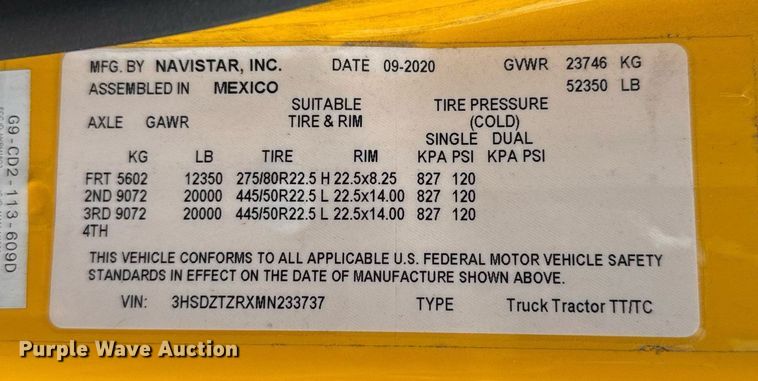 MFG. BY NAVISTAR, INC. DATE 09-2020 GVWR 23746 KG
ASSEMBLED IN MEXICO 52350 LB
SUITABLE TIRE PRESSURE
AXLE GAWR TIRE & RIM (COLD)
SINGLE DUAL
KG LB TIRE RIM KPA PSI KPA PSI
FRT 5602 12350 275/80R22.5 H 22.5x8.25 827 120
2ND 9072 20000 445/50R22.5 L 22.5x14.00 827 120
3RD 9072 20000 445/50R22.5 L 22.5x14.00 827 120
4TH
THIS VEHICLE CONFORMS TO ALL APPLICABLE U.S. FEDERAL MOTOR VEHICLE SAFETY
STANDARDS IN EFFECT ON THE DATE OF MANUFACTURE SHOWN ABOVE.
VIN: 3HSDZTZRXMN233737 TYPE Truck Tractor TT/TC
G9-CD2-113-609D
Purple Wave Auction